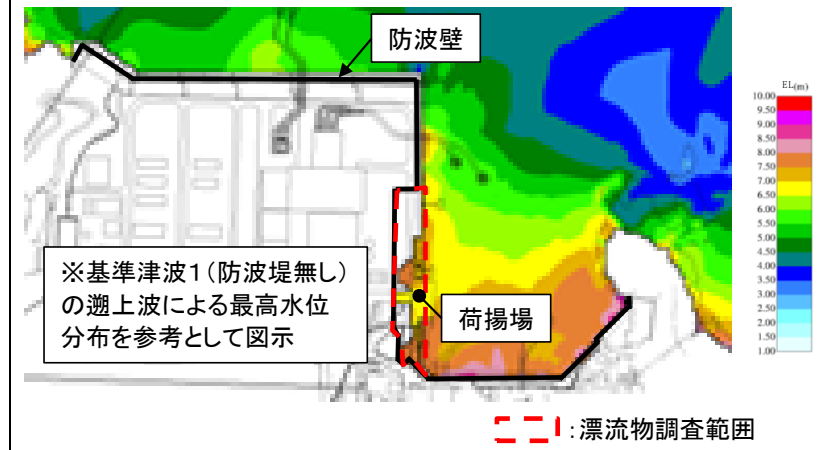 防波壁
EL(m)
10.00
9.50
9.00
8.50
8.00
7.50
7.00
6.50
6.00
5.50
5.00
4.50
4.00
3.50
3.00
2.50
2.00
1.50
1.00
※基準津波1（防波堤無し）
の遡上波による最高水位
分布を参考として図示
荷揚場
：漂流物調査範囲